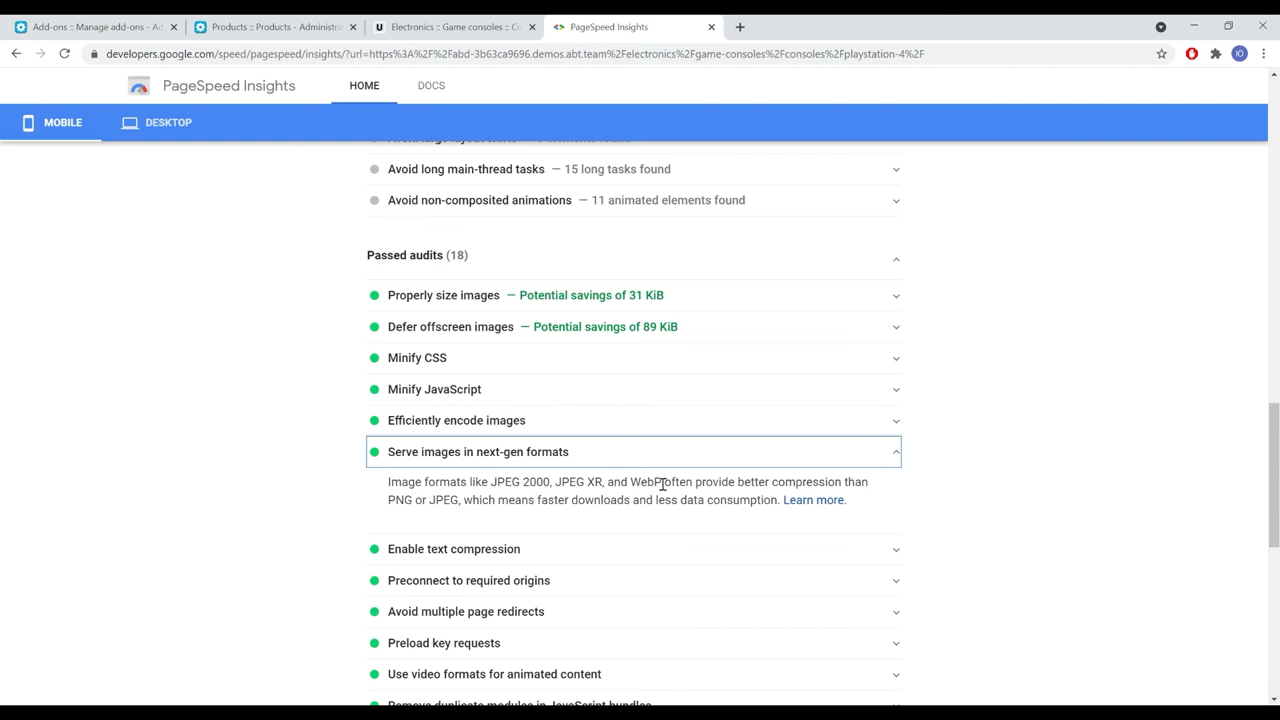 Add-ons :: Manage add-ons - Ad
Products :: Products - Administra
Electronics :: Game consoles :: Co
PageSpeed Insights
developers.google.com/speed/pagespeed/insights/?url=https%3A%2F%2Fabd-3b63ca9696.demos.abt.team%2Felectronics%2Fgame-consoles%2Fconsoles%2Fplaystation-4%2F
PageSpeed Insights
HOME
DOCS
MOBILE
DESKTOP
Avoid long main-thread tasks — 15 long tasks found
Avoid non-composited animations — 11 animated elements found
Passed audits (18)
Properly size images — Potential savings of 31 KiB
Defer offscreen images — Potential savings of 89 KiB
Minify CSS
Minify JavaScript
Efficiently encode images
Serve images in next-gen formats
Image formats like JPEG 2000, JPEG XR, and WebP often provide better compression than
PNG or JPEG, which means faster downloads and less data consumption. Learn more.
Enable text compression
Preconnect to required origins
Avoid multiple page redirects
Preload key requests
Use video formats for animated content
Remove duplicate modules in JavaScript bundles